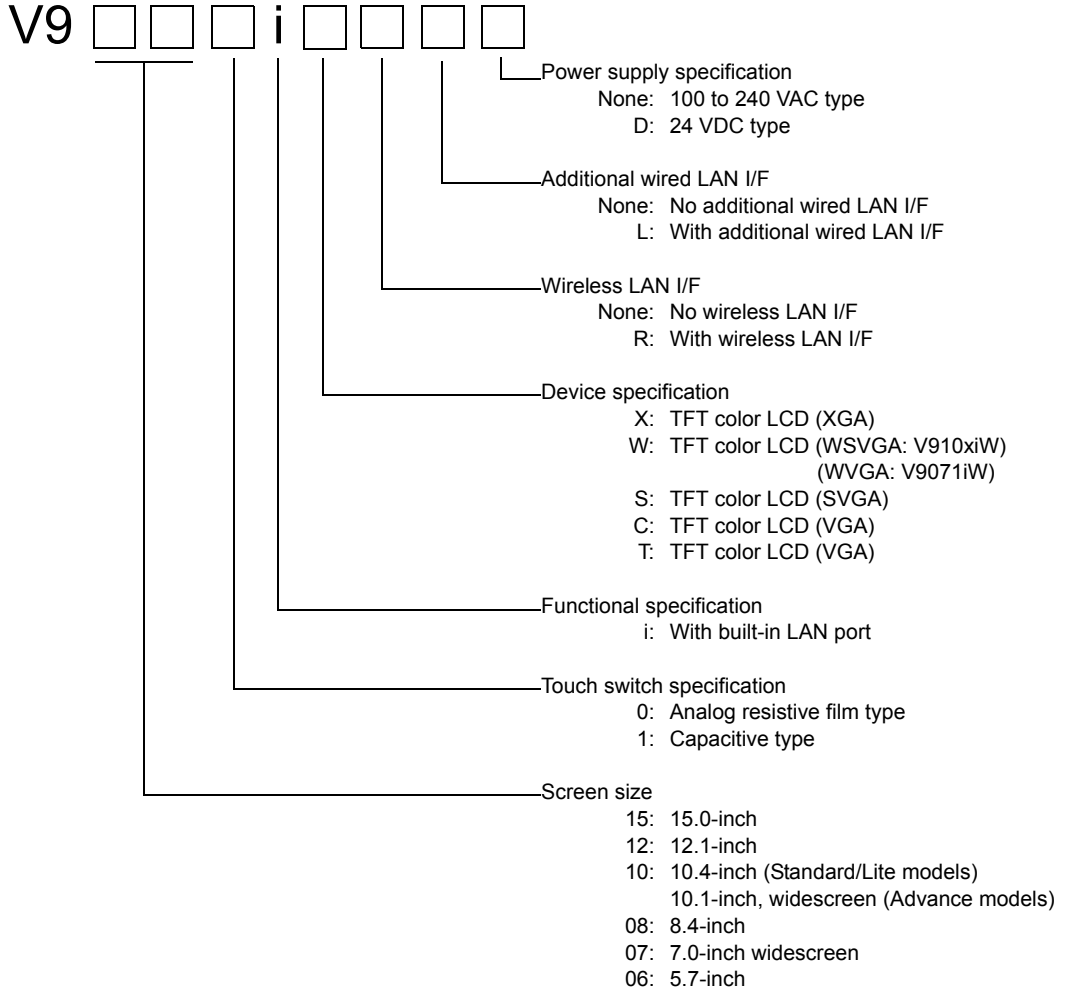 V9 □ □ □ i □ □ □ □
Power supply specification
None: 100 to 240 VAC type
D: 24 VDC type
Additional wired LAN I/F
None: No additional wired LAN I/F
L: With additional wired LAN I/F
Wireless LAN I/F
None: No wireless LAN I/F
R: With wireless LAN I/F
Device specification
X: TFT color LCD (XGA)
W: TFT color LCD (WSVGA: V910xiW)
(WVGA: V9071iW)
S: TFT color LCD (SVGA)
C: TFT color LCD (VGA)
T: TFT color LCD (VGA)
Functional specification
i: With built-in LAN port
Touch switch specification
0: Analog resistive film type
1: Capacitive type
Screen size
15: 15.0-inch
12: 12.1-inch
10: 10.4-inch (Standard/Lite models)
10.1-inch, widescreen (Advance models)
08: 8.4-inch
07: 7.0-inch widescreen
06: 5.7-inch